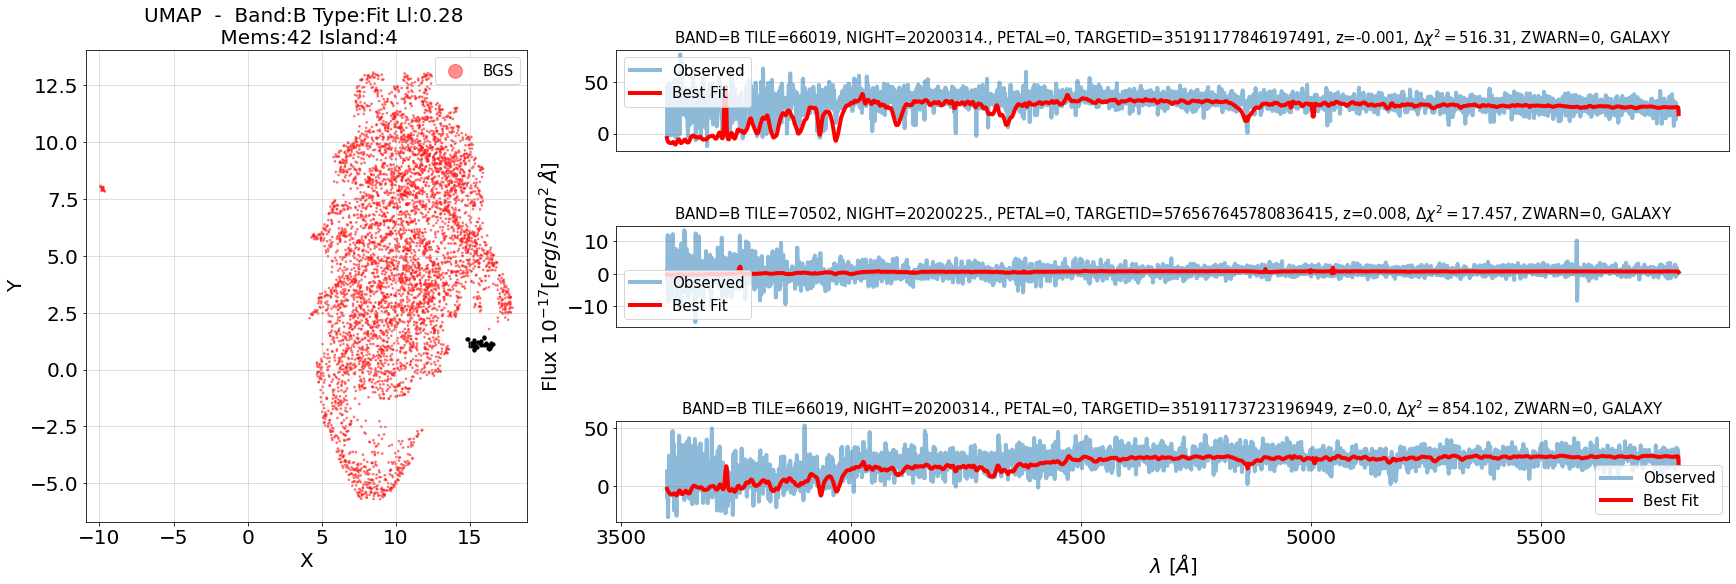 UMAP - Band:B Type:Fit Ll:0.28
Mems:42 Island:4
BGS
12.5
10.0
7.5
5.0
2.5
0.0
−2.5
−5.0
Y
−10
−5
0
5
10
15
X
Flux 10⁻¹⁷[erg/s cm² Å]
BAND=B TILE=66019, NIGHT=20200314., PETAL=0, TARGETID=35191177846197491, z=-0.001, Δχ² = 516.31, ZWARN=0, GALAXY
Observed
Best Fit
50
0
BAND=B TILE=70502, NIGHT=20200225., PETAL=0, TARGETID=576567645780836415, z=0.008, Δχ² = 17.457, ZWARN=0, GALAXY
10
0
−10
Observed
Best Fit
BAND=B TILE=66019, NIGHT=20200314., PETAL=0, TARGETID=35191173723196949, z=0.0, Δχ² = 854.102, ZWARN=0, GALAXY
50
0
Observed
Best Fit
3500
4000
4500
5000
5500
λ [Å]